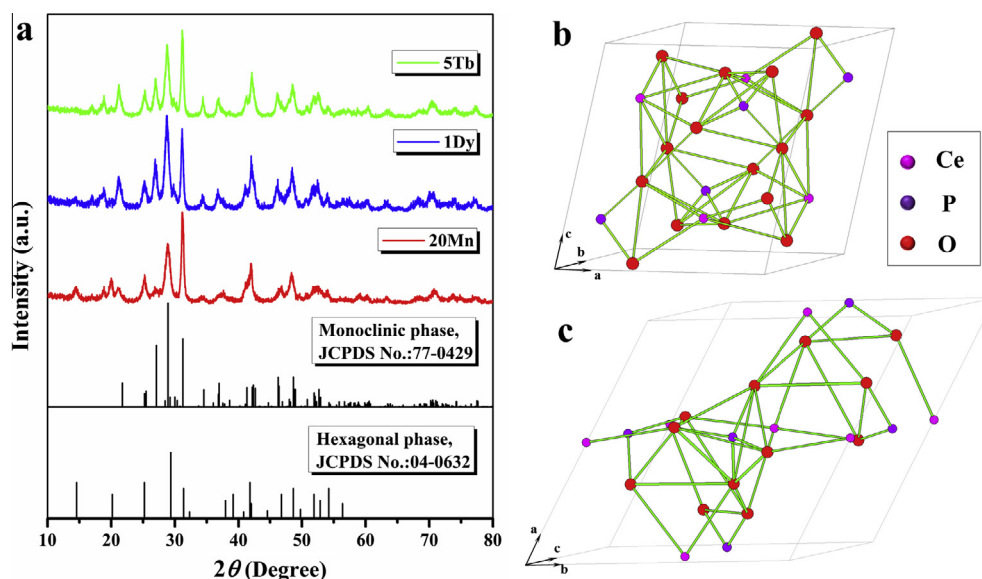 a
5Tb
1Dy
20Mn
Monoclinic phase,
JCPDS No.:77-0429
Hexagonal phase,
JCPDS No.:04-0632
Intensity (a.u.)
10 20 30 40 50 60 70 80
2θ (Degree)
b
c
b
a
Ce
P
O
c
a
c
b